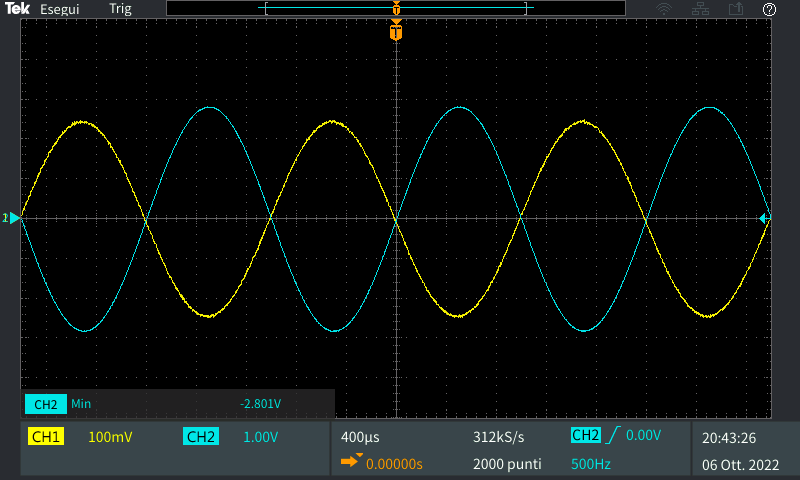 Tek Esegui Trig
T
T
?
CH2 Min -2.801V
CH1 100mV CH2 1.00V
400µs 312kS/s CH2 0.00V
0.00000s 2000 punti 500Hz
20:43:26
06 Ott. 2022